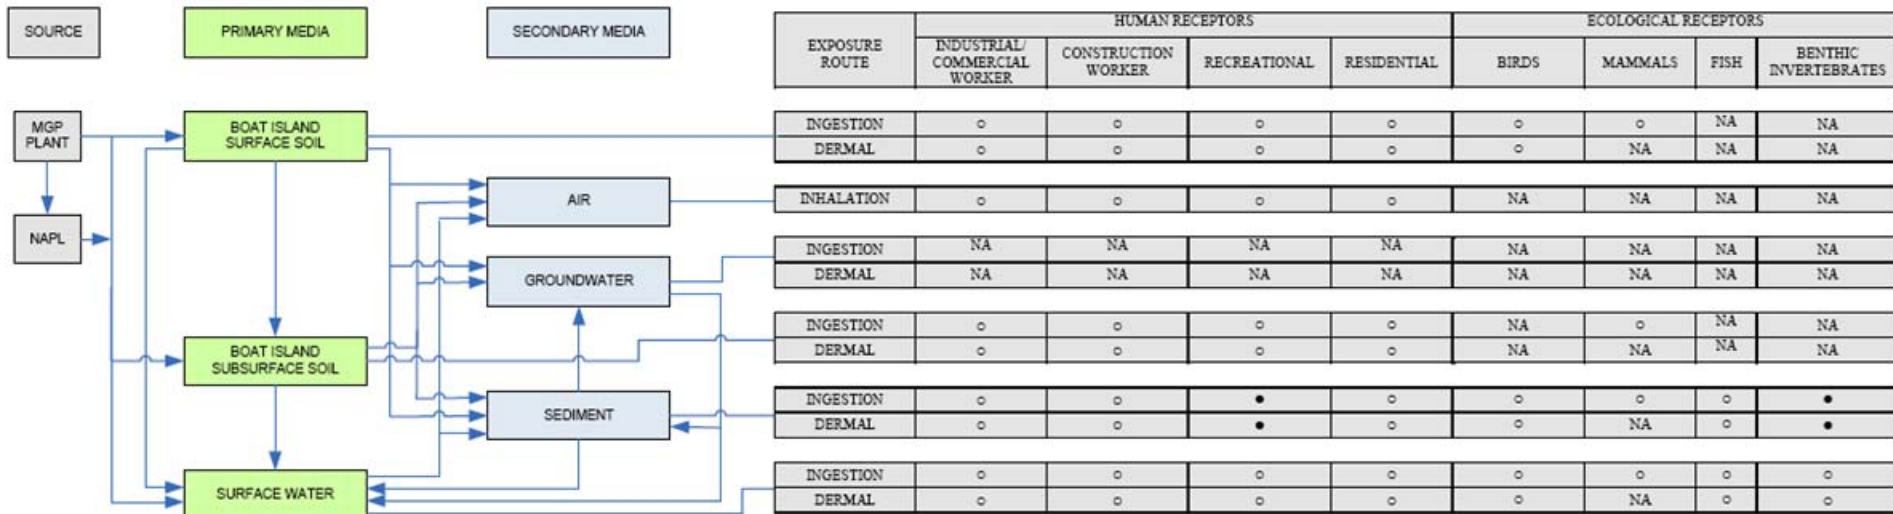 SOURCE
PRIMARY MEDIA
SECONDARY MEDIA
EXPOSURE
ROUTE
HUMAN RECEPTORS
ECOLOGICAL RECEPTORS
INDUSTRIAL/
COMMERCIAL
WORKER
CONSTRUCTION
WORKER
RECREATIONAL
RESIDENTIAL
BIRDS
MAMMALS
FISH
BENTHIC
INVERTEBRATES
MGP
PLANT
NAPL
BOAT ISLAND
SURFACE SOIL
BOAT ISLAND
SUBSURFACE SOIL
SURFACE WATER
AIR
GROUNDWATER
SEDIMENT
INGESTION ○ ○ ○ ○ ○ ○ NA NA
DERMAL ○ ○ ○ ○ ○ NA NA NA
INHALATION ○ ○ ○ ○ NA NA NA NA
INGESTION NA NA NA NA NA NA NA NA
DERMAL NA NA NA NA NA NA NA NA
INGESTION ○ ○ ○ ○ NA ○ NA NA
DERMAL ○ ○ ○ ○ NA NA NA NA
INGESTION ○ ○ ● ○ ○ ○ ○ ●
DERMAL ○ ○ ● ○ ○ NA ○ ●
INGESTION ○ ○ ○ ○ ○ ○ ○ ○
DERMAL ○ ○ ○ ○ ○ NA ○ ○